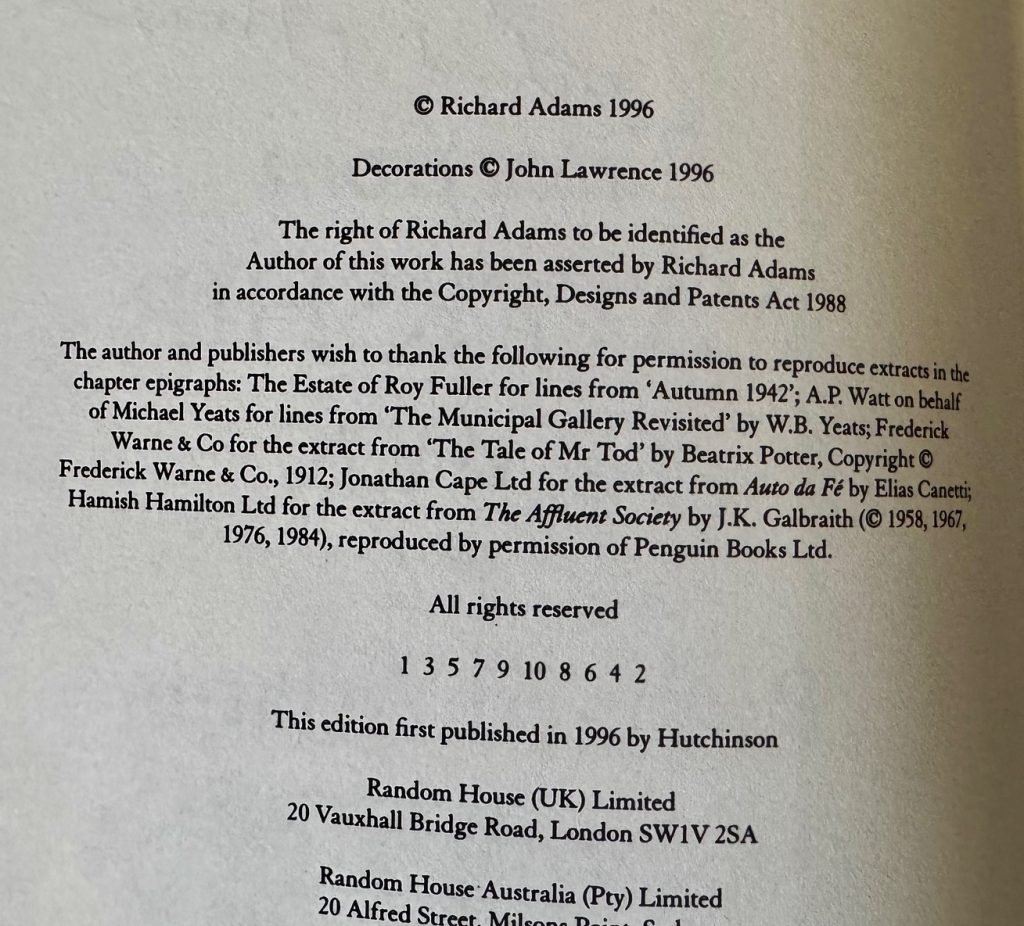 © Richard Adams 1996
Decorations © John Lawrence 1996
The right of Richard Adams to be identified as the
Author of this work has been asserted by Richard Adams
in accordance with the Copyright, Designs and Patents Act 1988
The author and publishers wish to thank the following for permission to reproduce extracts in the
chapter epigraphs: The Estate of Roy Fuller for lines from ‘Autumn 1942’; A.P. Watt on behalf
of Michael Yeats for lines from ‘The Municipal Gallery Revisited’ by W.B. Yeats; Frederick
Warne & Co for the extract from ‘The Tale of Mr Tod’ by Beatrix Potter, Copyright ©
Frederick Warne & Co., 1912; Jonathan Cape Ltd for the extract from Auto da Fé by Elias Canetti;
Hamish Hamilton Ltd for the extract from The Affluent Society by J.K. Galbraith (© 1958, 1967,
1976, 1984), reproduced by permission of Penguin Books Ltd.
All rights reserved
1 3 5 7 9 10 8 6 4 2
This edition first published in 1996 by Hutchinson
Random House (UK) Limited
20 Vauxhall Bridge Road, London SW1V 2SA
Random House Australia (Pty) Limited
20 Alfred Street, Milsons Point,